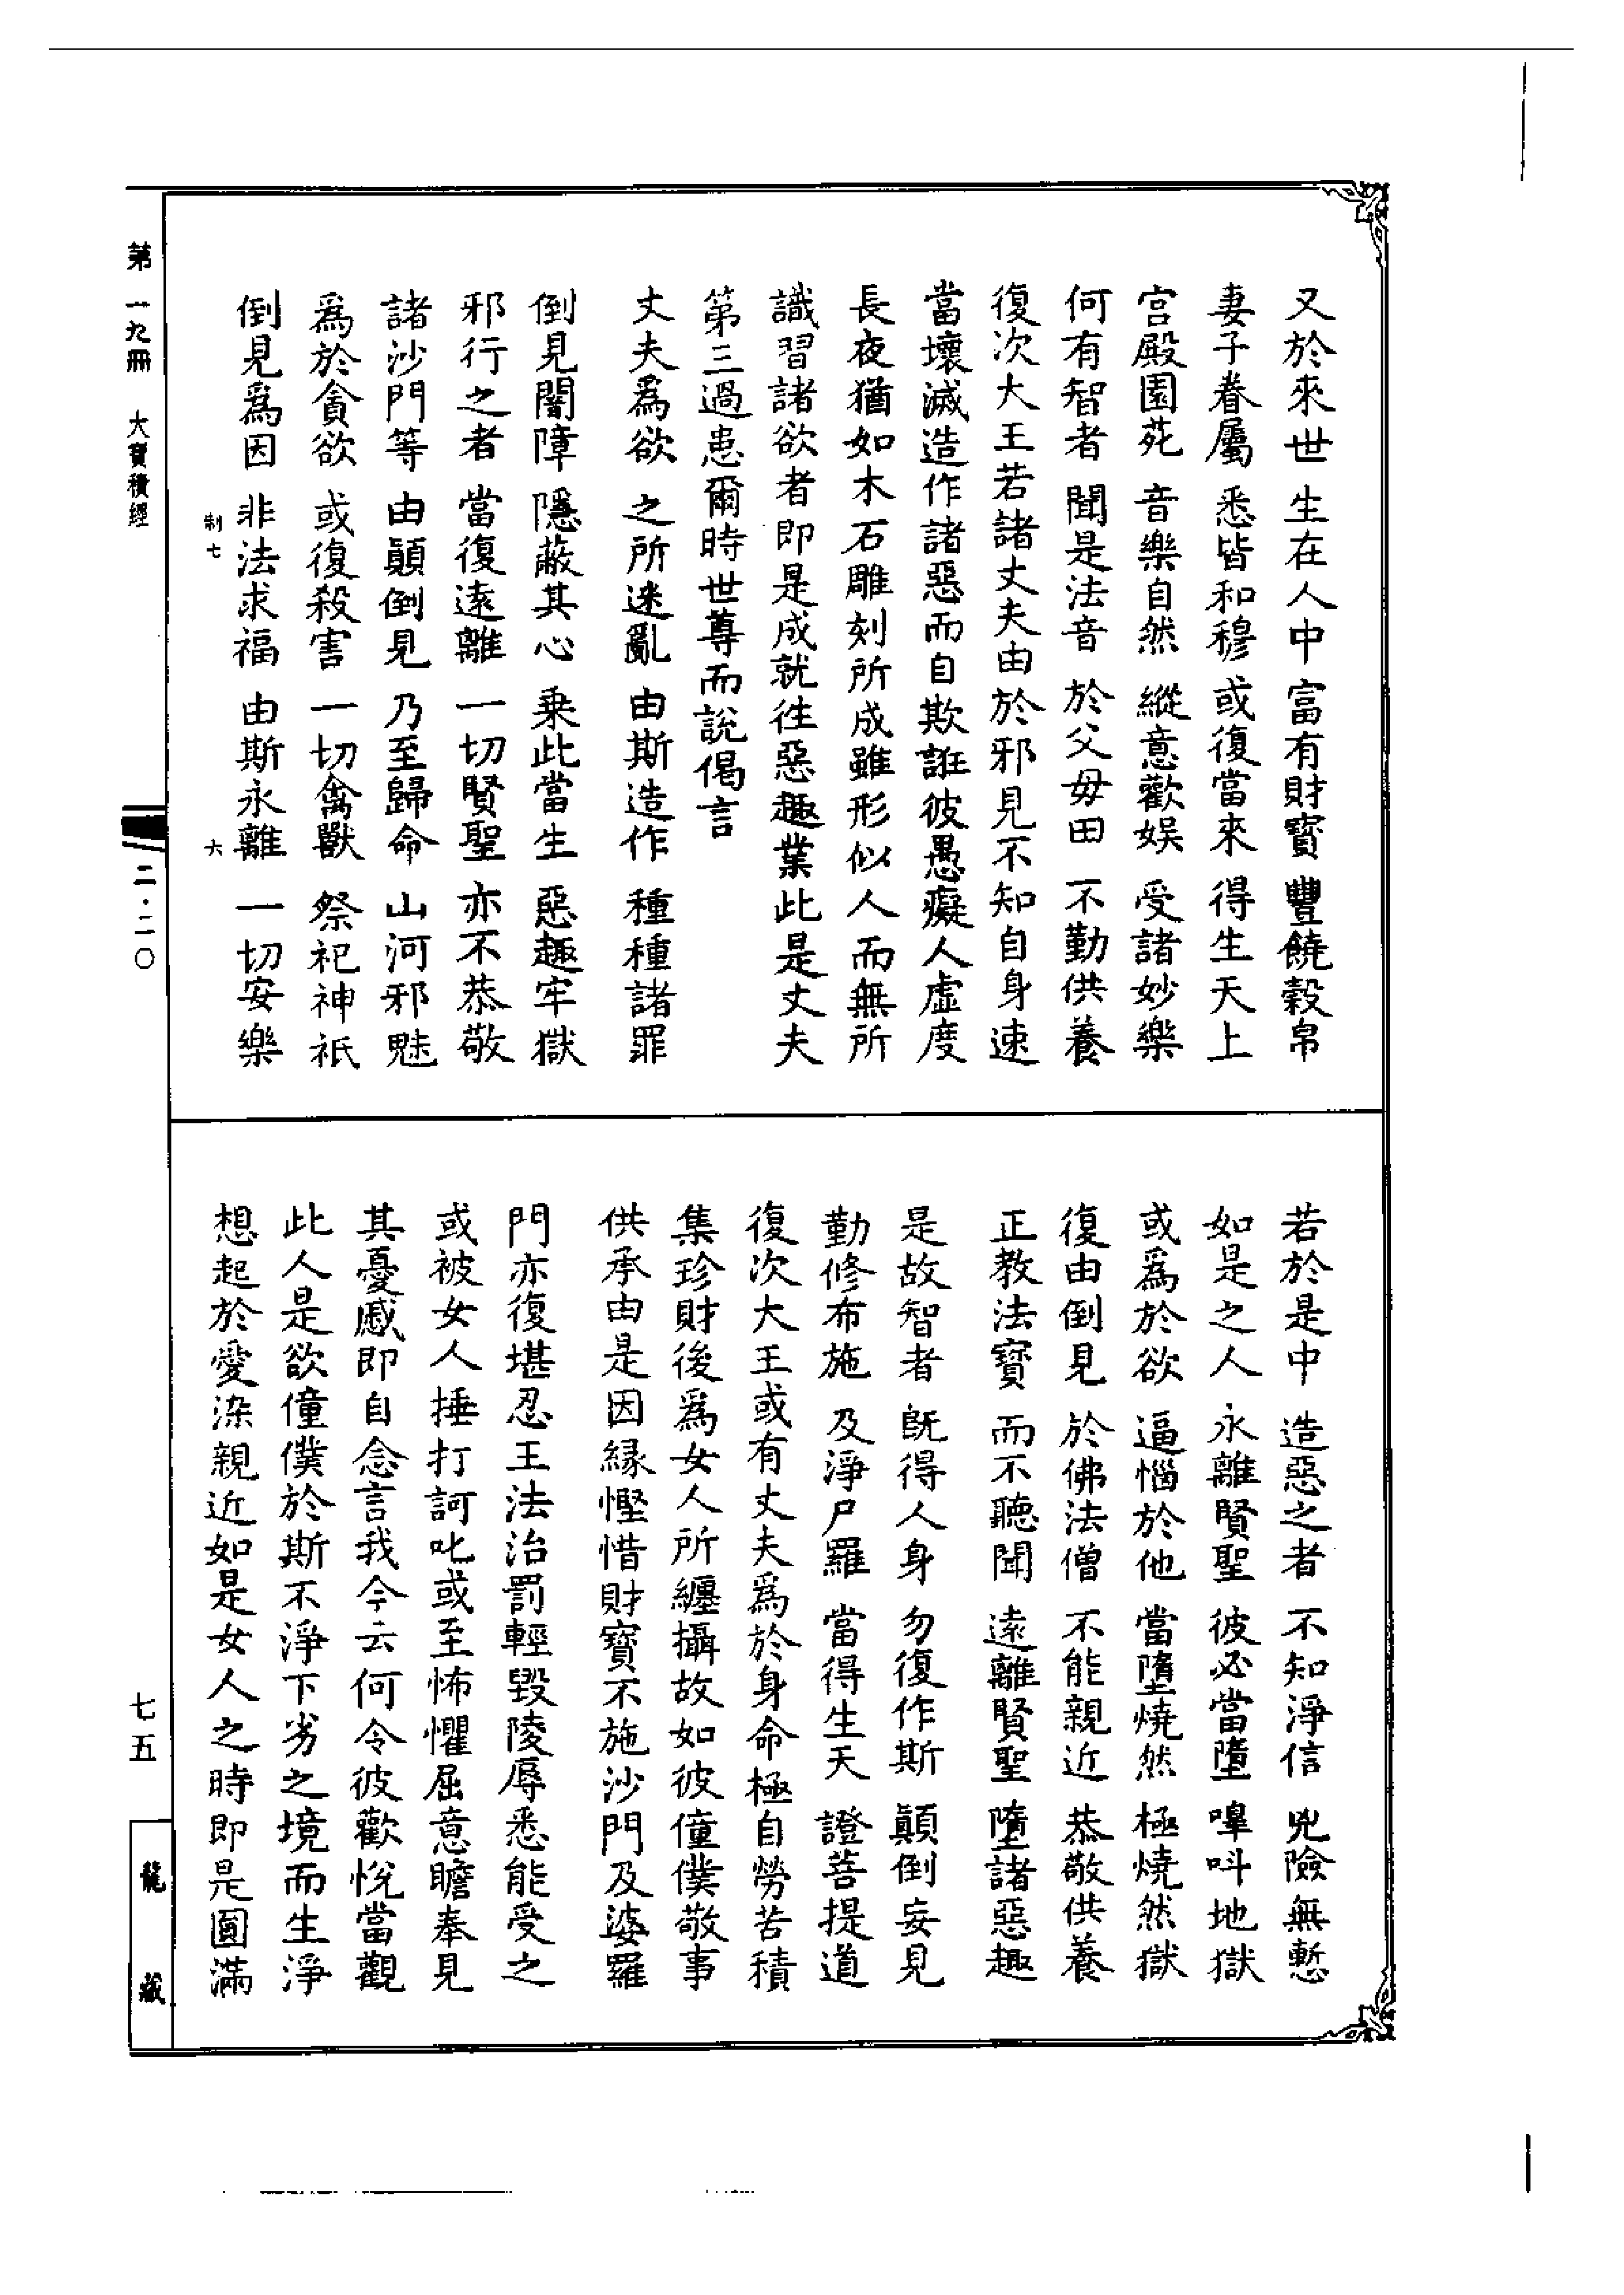 又於來世 生在人中 富有財寶 豐饒穀帛
妻子眷屬 悉皆和穆 或復當來 得生天上
宮殿園苑 音樂自然 縱意歡娛 受諸妙樂
何有智者 聞是法音 於父母田 不勤供養
復次大王若諸丈夫由於邪見不知自身速
當壞滅造作諸惡而自欺誑彼愚癡人虛度
長夜猶如木石雕刻所成雖形似人而無所
識習諸欲者即是成就往惡趣業此是丈夫
第三過患爾時世尊而說偈言
丈夫爲欲 之所迷亂 由斯造作 種種諸罪
倒見闇障 隱蔽其心 乗此當生 惡趣牢獄
邪行之者 當復遠離 一切賢聖 亦不恭敬
諸沙門等 由顚倒見 乃至歸命 山河邪魅
爲於貪欲 或復殺害 一切禽獸 祭祀神祇
倒見爲因 非法求福 由斯永離 一切安樂
制七 六
若於是中 造惡之者 不知淨信 兇險無慙
如是之人 永離賢聖 彼必當墮 嘷呌地獄
或爲於欲 逼惱於他 當墮燒然 極燒然獄
復由倒見 於佛法僧 不能親近 恭敬供養
正教法寶 而不聽聞 遠離賢聖 墮諸惡趣
是故智者 旣得人身 勿復作斯 顚倒妄見
勤修布施 及淨尸羅 當得生天 證菩提道
復次大王或有丈夫爲於身命極自勞苦積
集珍財後爲女人所纏攝故如彼僮僕敬事
供承由是因緣慳惜財寶不施沙門及婆羅
門亦復堪忍王法治罰輕毀陵辱悉能受之
或被女人捶打訶叱或至怖懼屈意瞻奉見
其憂慼即自念言我今云何令彼歡悅當觀
此人是欲僮僕於斯不淨下劣之境而生淨
想起於愛染親近如是女人之時即是圓滿
第一九冊 大寶積經
二·二〇
七五
龍藏